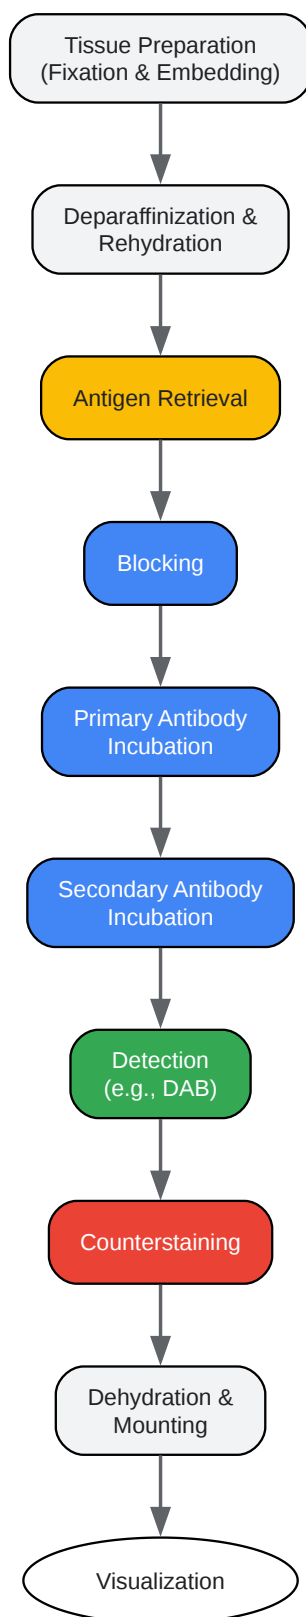 Tissue Preparation
(Fixation & Embedding)
Deparaffinization &
Rehydration
Antigen Retrieval
Blocking
Primary Antibody
Incubation
Secondary Antibody
Incubation
Detection
(e.g., DAB)
Counterstaining
Dehydration &
Mounting
Visualization